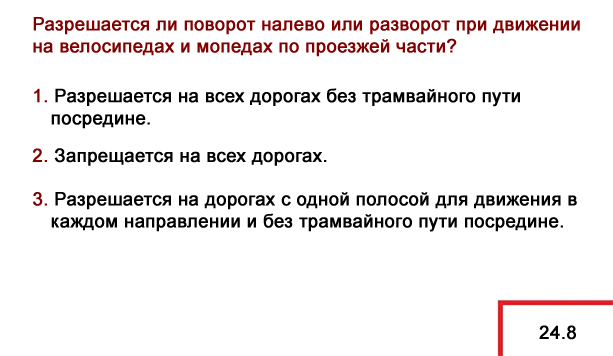 Разрешается ли поворот налево или разворот при движении
на велосипедах и мопедах по проезжей части?
1. Разрешается на всех дорогах без трамвайного пути
посредине.
2. Запрещается на всех дорогах.
3. Разрешается на дорогах с одной полосой для движения в
каждом направлении и без трамвайного пути посредине.
24.8